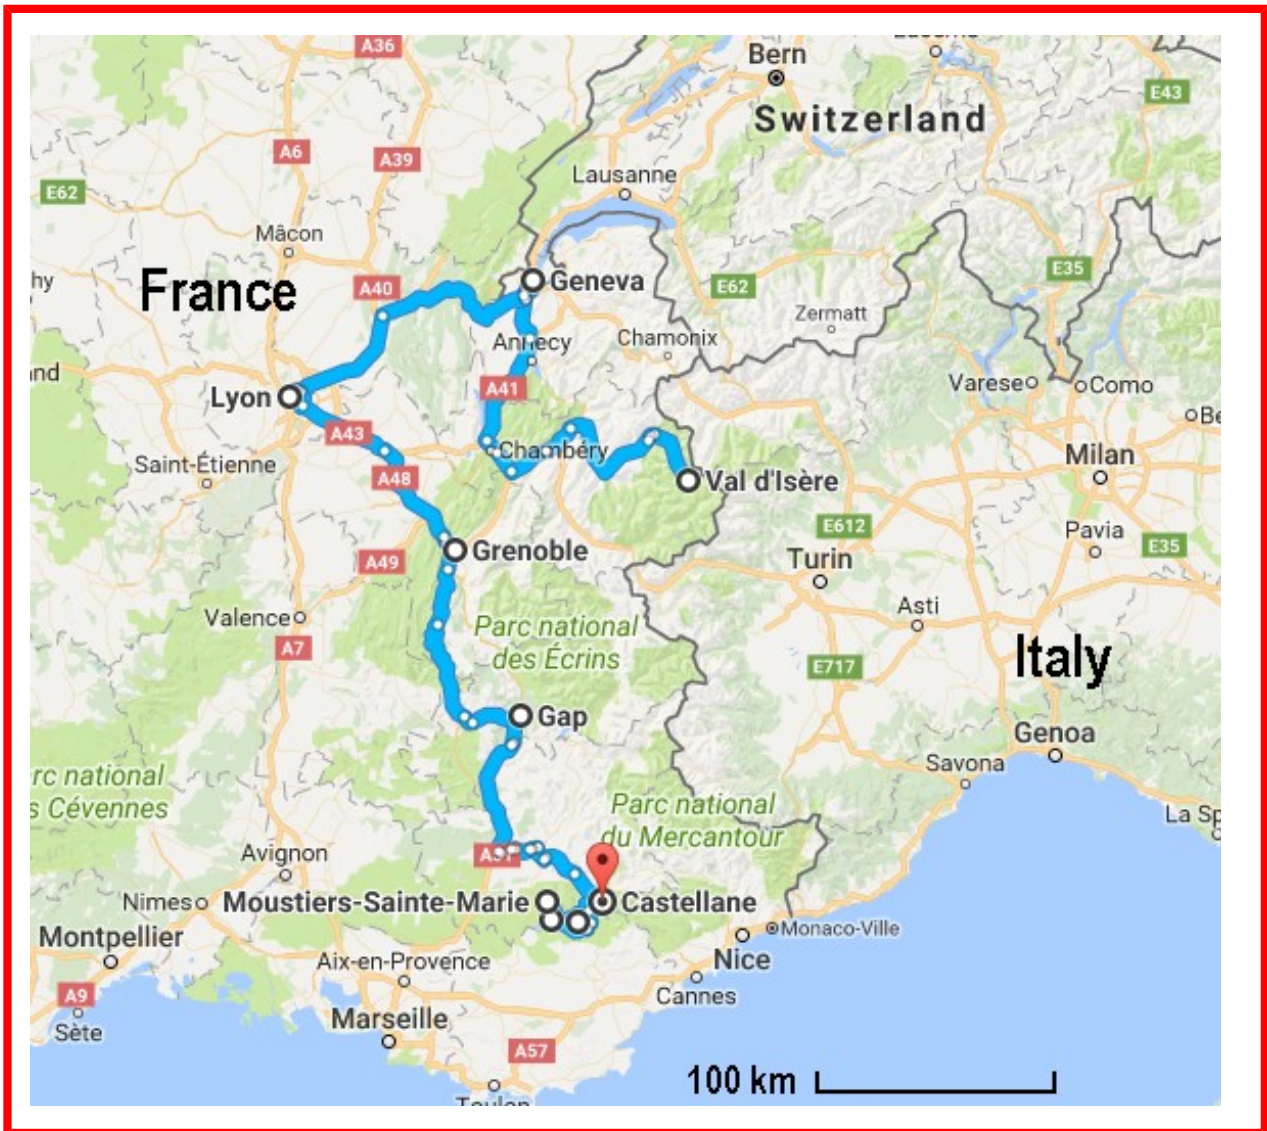 A36
Bern
Switzerland
E43
A6
A39
E62
Lausanne
Mâcon
France
A40
Geneva
E62
E35
Zermatt
Annecy
Chamonix
A41
Varese
Como
Lyon
A43
Chambéry
Saint-Étienne
A48
Val d'Isère
Milan
E612
Pavia
E35
Grenoble
A49
Turin
Valence
Asti
A7
Parc national
des Écrins
E717
Italy
Gap
Genoa
Savona
Parc national
du Mercantour
Avignon
Nimes
Moustiers-Sainte-Marie
Castellane
Montpellier
Monaco-Ville
Nice
Aix-en-Provence
Cannes
A9
Sète
Marseille
A57
100 km